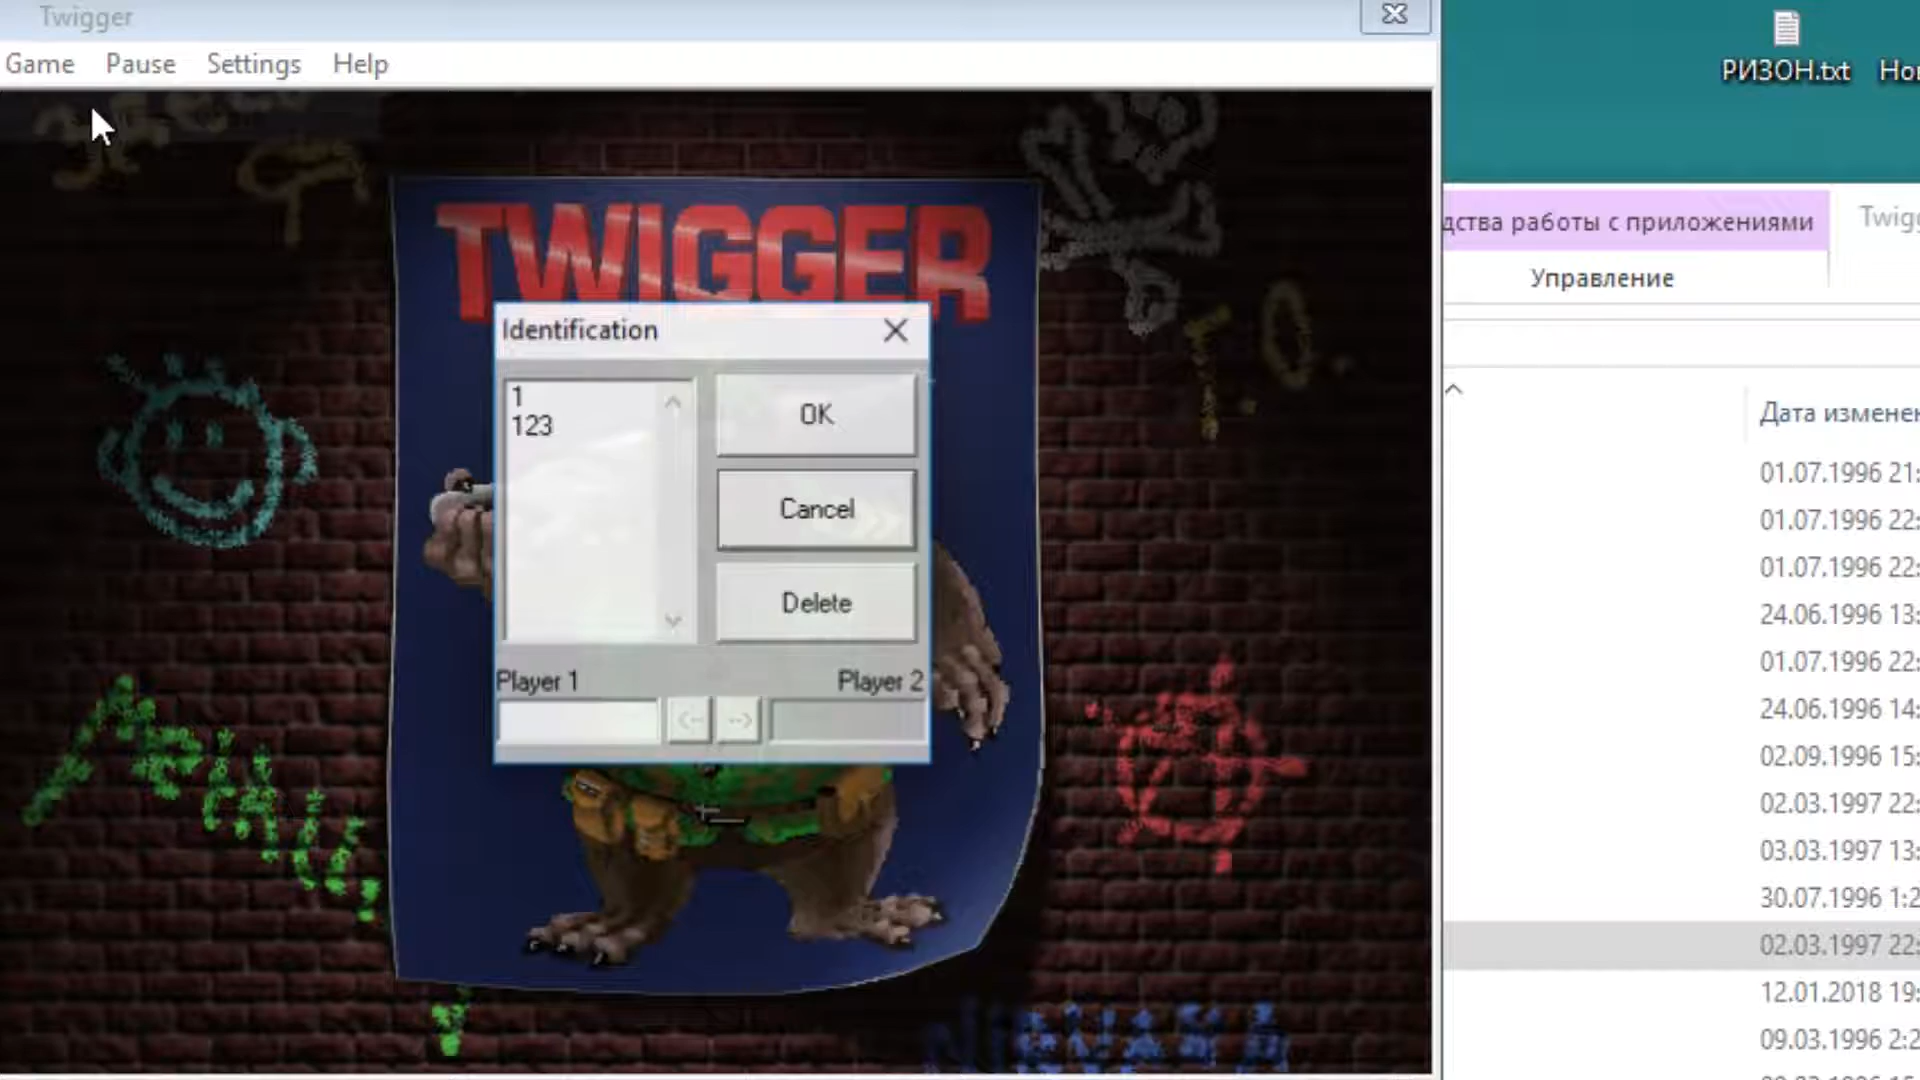 Twigger
Game Pause Settings Help
РИЗОН.txt
TWIGGER
Identification
1
123
OK
Cancel
Delete
Player 1
Player 2
<-
-->
T.O.
NIRVANA
дства работы с приложениями
Управление
Дата изменен
01.07.1996 21:
01.07.1996 22:
01.07.1996 22:
24.06.1996 13:
01.07.1996 22:
24.06.1996 14:
02.09.1996 15:
02.03.1997 22:
03.03.1997 13:
30.07.1996 1:2
02.03.1997 22:
12.01.2018 19:
09.03.1996 2:2